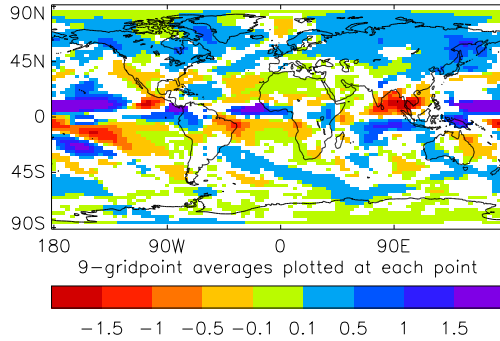 90N
45N
0
45S
90S
180 90W 0 90E
9-gridpoint averages plotted at each point
-1.5 -1 -0.5 -0.1 0.1 0.5 1 1.5